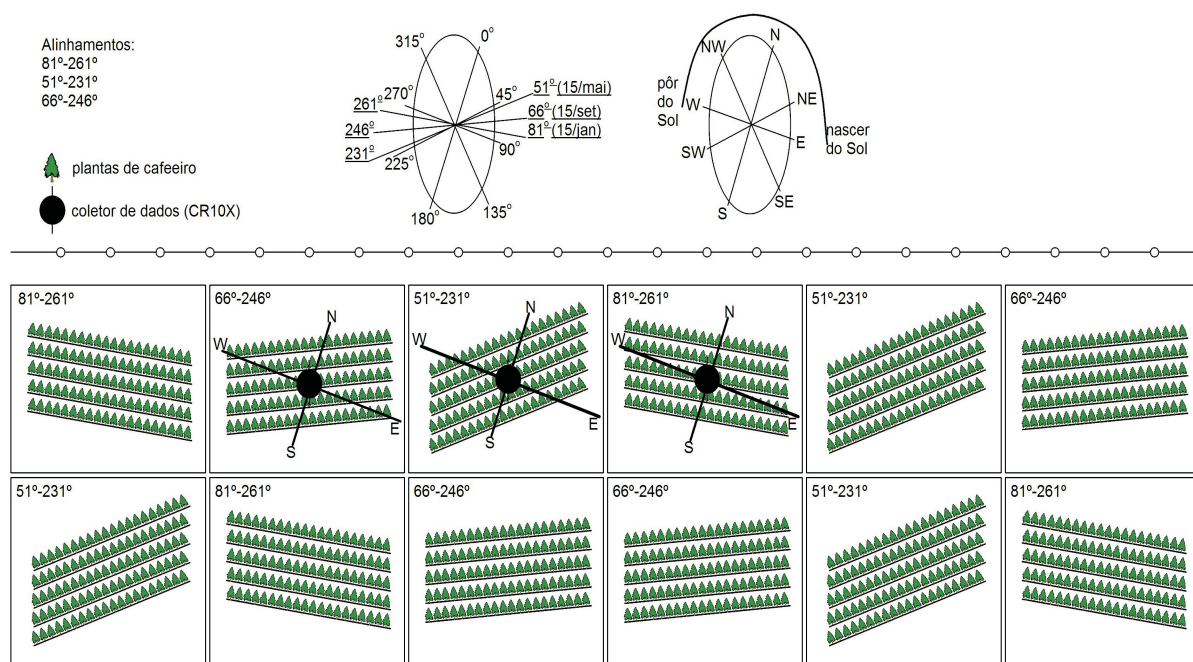 Alinhamentos:
81º-261º
51º-231º
66º-246º
plantas de cafeeiro
coletor de dados (CR10X)
315º
0º
270º
45º
51º (15/mai)
261º
66º (15/set)
246º
81º (15/jan)
231º
90º
225º
180º
135º
N
NW
pôr
do
Sol
W
NE
nascer
do Sol
E
SW
SE
S
81º-261º
66º-246º
51º-231º
81º-261º
51º-231º
66º-246º
N
W
E
S
N
W
E
S
N
W
E
S
51º-231º
81º-261º
66º-246º
66º-246º
51º-231º
81º-261º